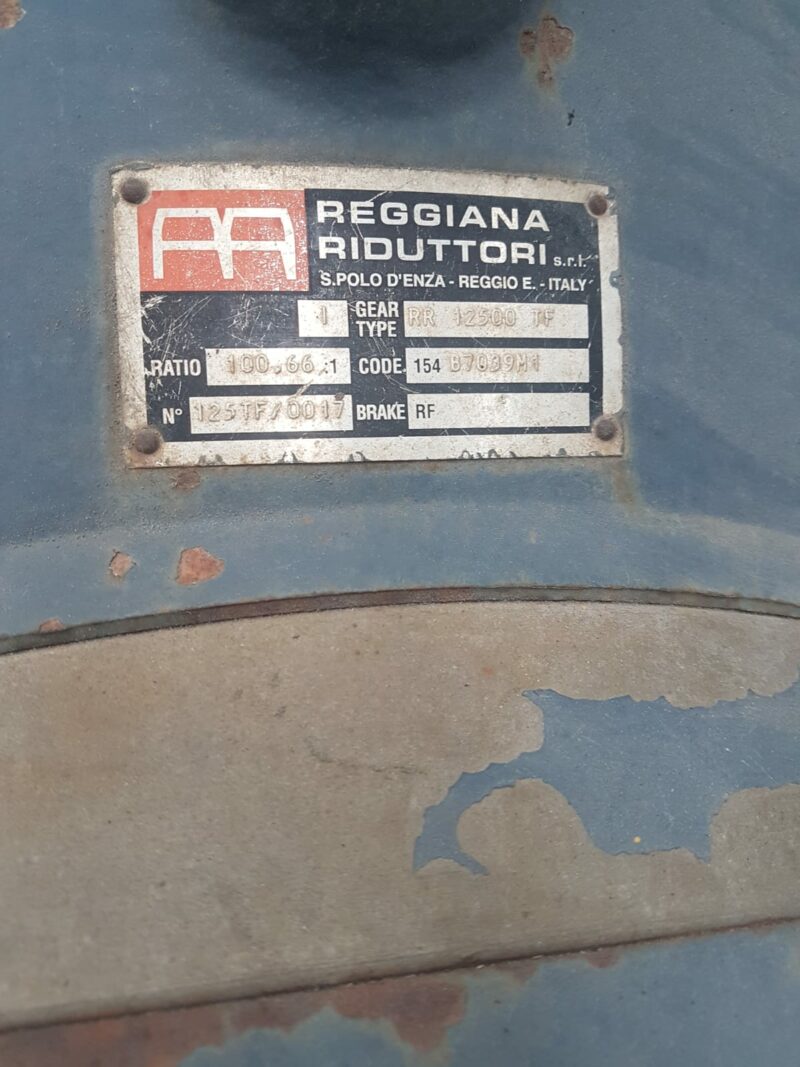 REGGIANA
RIDUTTORI s.r.l.
S.POLO D'ENZA - REGGIO E. - ITALY
1 GEAR TYPE RR 12500 TF
RATIO 100.66 :1 CODE. 154 B7039M1
N° 125TF/0017 BRAKE RF